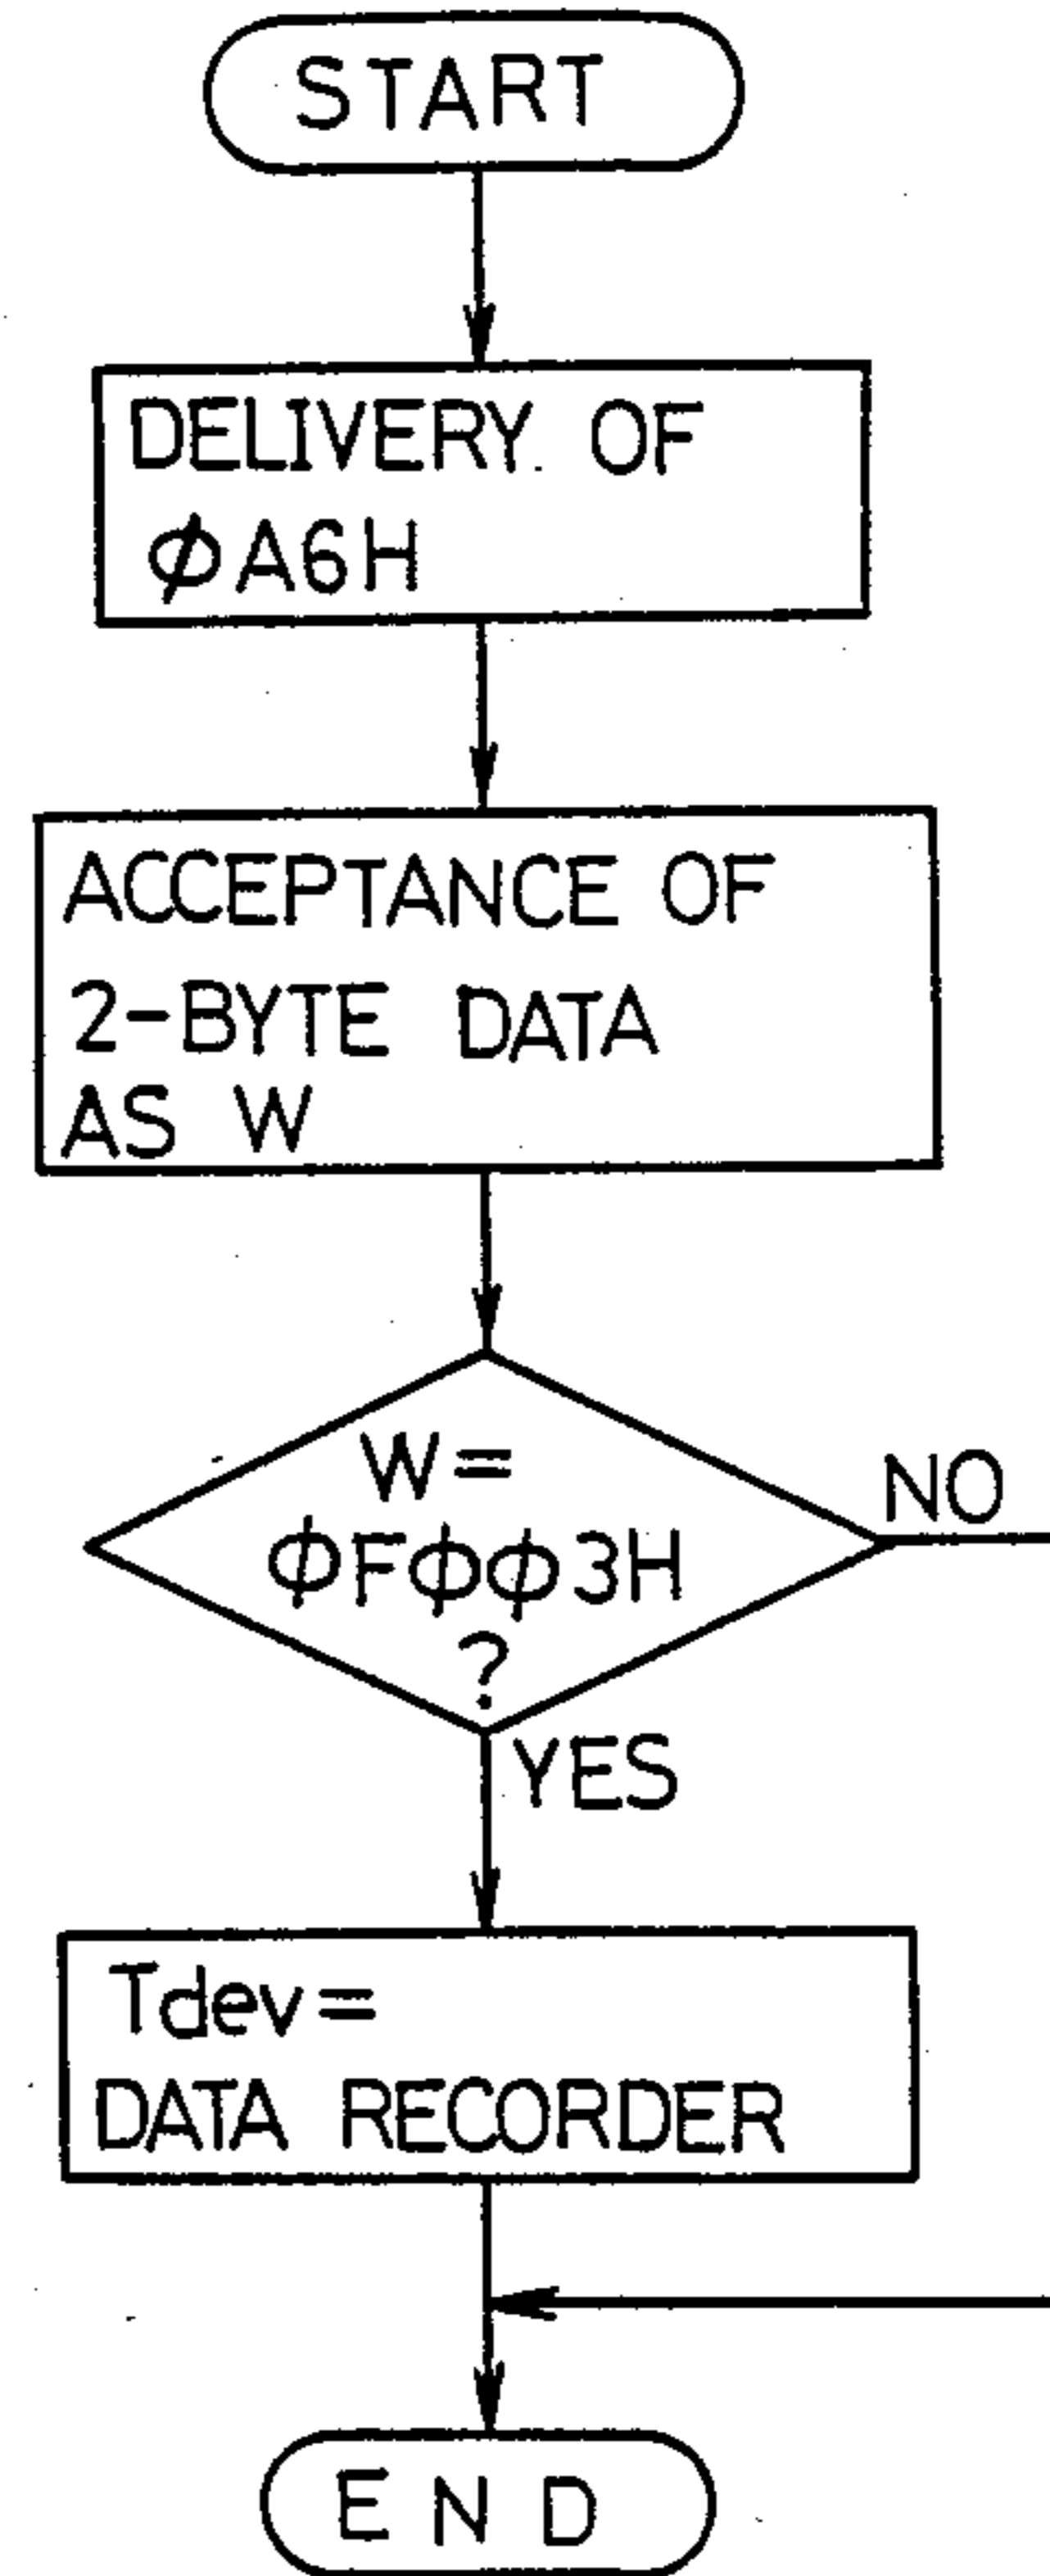 START
DELIVERY OF
φA6H
ACCEPTANCE OF
2-BYTE DATA
AS W
W=
φFφφ3H
?
NO
YES
Tdev=
DATA RECORDER
END